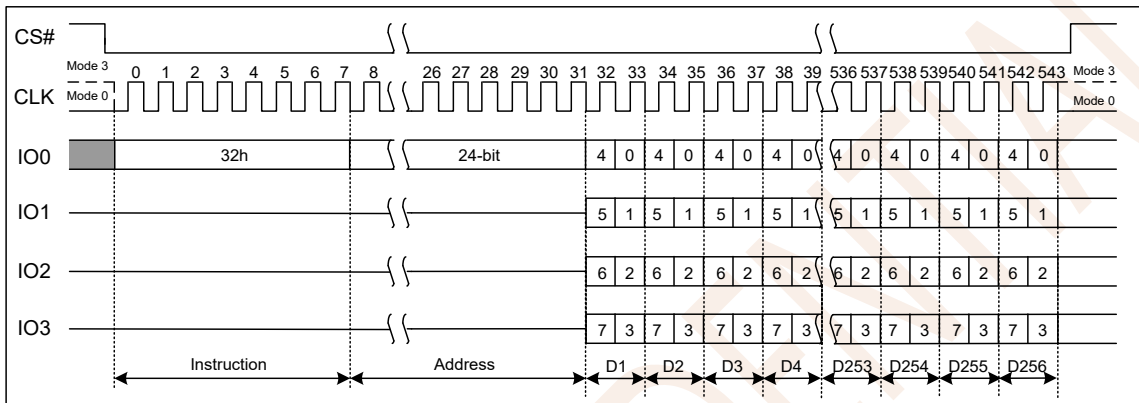 CS#
Mode 3 0 1 2 3 4 5 6 7 8 26 27 28 29 30 31 32 33 34 35 36 37 38 39 536 537 538 539 540 541 542 543 Mode 3
CLK
Mode 0 Mode 0
IO0 32h 24-bit 4 0 4 0 4 0 4 0 4 0 4 0 4 0 4 0
IO1 5 1 5 1 5 1 5 1 5 1 5 1 5 1 5 1
IO2 6 2 6 2 6 2 6 2 6 2 6 2 6 2 6 2
IO3 7 3 7 3 7 3 7 3 7 3 7 3 7 3 7 3
Instruction Address D1 D2 D3 D4 D253 D254 D255 D256